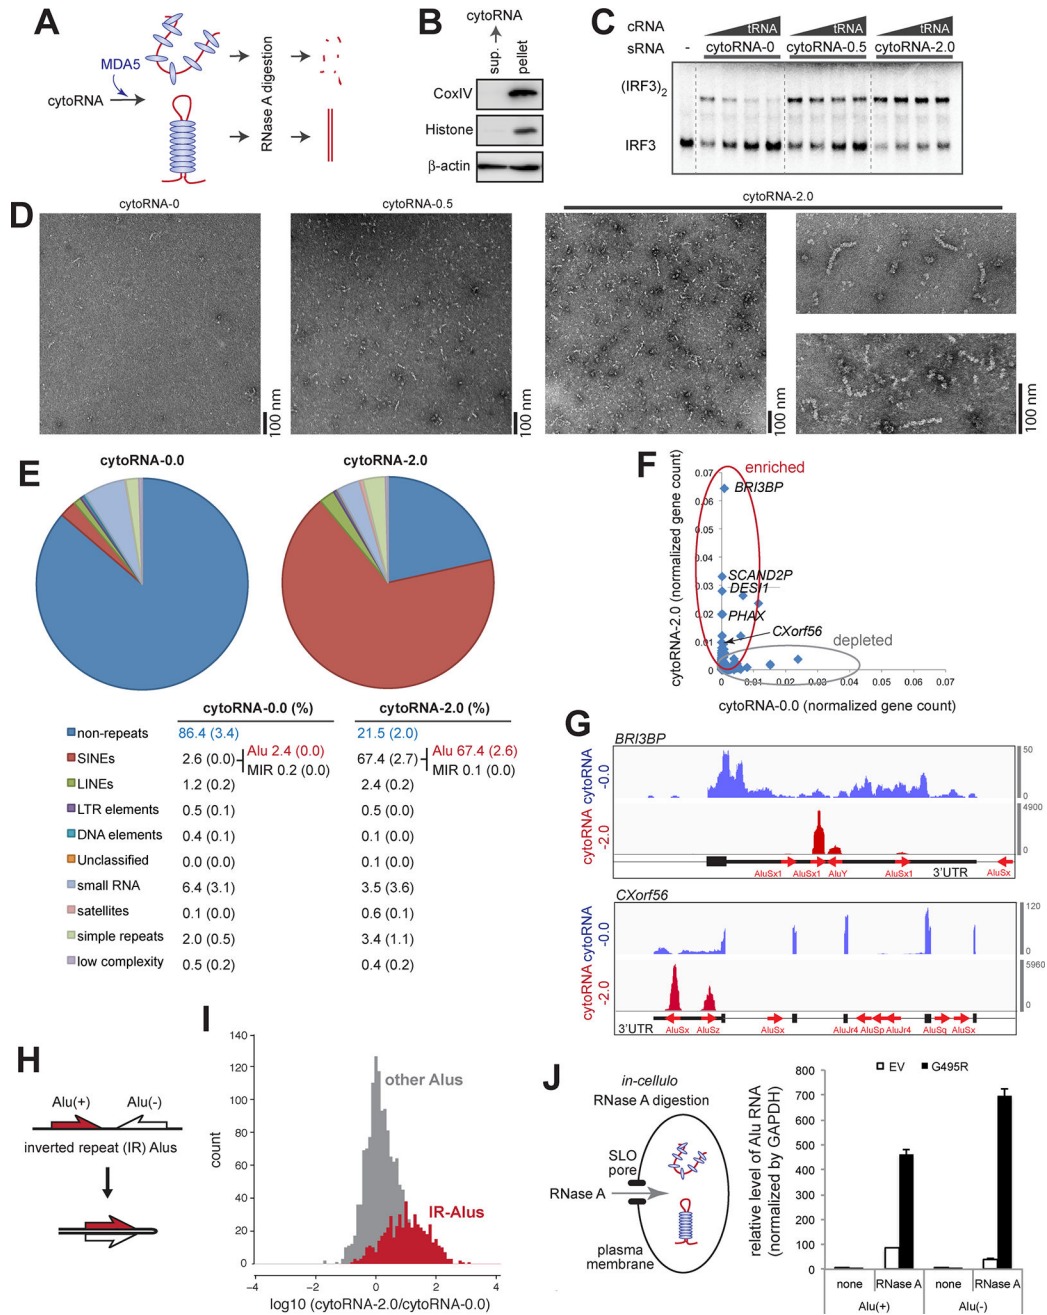 A
MDA5
cytoRNA
RNase A digestion
B
cytoRNA
sup.
pellet
CoxIV
Histone
β-actin
C
cRNA
tRNA
tRNA
tRNA
sRNA
-
cytoRNA-0
cytoRNA-0.5
cytoRNA-2.0
(IRF3)2
IRF3
D
cytoRNA-0
cytoRNA-0.5
cytoRNA-2.0
100 nm
100 nm
100 nm
100 nm
E
cytoRNA-0.0
cytoRNA-2.0
cytoRNA-0.0 (%)
cytoRNA-2.0 (%)
non-repeats 86.4 (3.4) 21.5 (2.0)
SINEs 2.6 (0.0) Alu 2.4 (0.0) MIR 0.2 (0.0) 67.4 (2.7) Alu 67.4 (2.6) MIR 0.1 (0.0)
LINEs 1.2 (0.2) 2.4 (0.2)
LTR elements 0.5 (0.1) 0.5 (0.0)
DNA elements 0.4 (0.1) 0.1 (0.0)
Unclassified 0.0 (0.0) 0.1 (0.0)
small RNA 6.4 (3.1) 3.5 (3.6)
satellites 0.1 (0.0) 0.6 (0.1)
simple repeats 2.0 (0.5) 3.4 (1.1)
low complexity 0.5 (0.2) 0.4 (0.2)
F
enriched
BRI3BP
SCAND2P
DESI1
PHAX
CXorf56
depleted
cytoRNA-2.0 (normalized gene count)
0.07
0.06
0.05
0.04
0.03
0.02
0.01
0
0 0.01 0.02 0.03 0.04 0.05 0.06 0.07
cytoRNA-0.0 (normalized gene count)
G
BRI3BP
cytoRNA
-0.0
50
0
cytoRNA
-2.0
4900
0
AluSx1 AluSx1 AluY AluSx1 3'UTR AluSx
CXorf56
cytoRNA
-0.0
120
0
cytoRNA
-2.0
5960
0
3'UTR AluSx AluSz AluSx AluJr4 AluSp AluJr4 AluSq AluSx
H
Alu(+) Alu(-)
inverted repeat (IR) Alus
I
count
140
120
100
80
60
40
20
0
other Alus
IR-Alus
−4 −2 0 2 4
log10 (cytoRNA-2.0/cytoRNA-0.0)
J
in-cellulo
RNase A digestion
SLO
pore
RNase A
plasma
membrane
relative level of Alu RNA
(normalized by GAPDH)
EV G495R
800
700
600
500
400
300
200
100
0
none RNase A none RNase A
Alu(+) Alu(-)